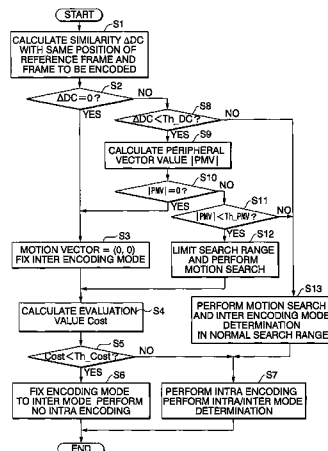 START
S1
CALCULATE SIMILARITY ΔDC
WITH SAME POSITION OF
REFERENCE FRAME AND
FRAME TO BE ENCODED
S2
ΔDC=0?
NO
YES
S8
ΔDC<Th_DC?
NO
YES
S9
CALCULATE PERIPHERAL
VECTOR VALUE |PMV|
S10
|PMV|=0?
NO
YES
S11
|PMV|<Th_PMV?
NO
YES
S3
MOTION VECTOR = (0, 0)
FIX INTER ENCODING MODE
S12
LIMIT SEARCH RANGE
AND PERFORM
MOTION SEARCH
S13
PERFORM MOTION SEARCH
AND INTER ENCODING MODE
DETERMINATION
IN NORMAL SEARCH RANGE
S4
CALCULATE EVALUATION
VALUE Cost
S5
Cost<Th_Cost?
NO
YES
S6
FIX ENCODING MODE
TO INTER MODE PERFORM
NO INTRA ENCODING
S7
PERFORM INTRA ENCODING
PERFORM INTRA/INTER MODE
DETERMINATION
END